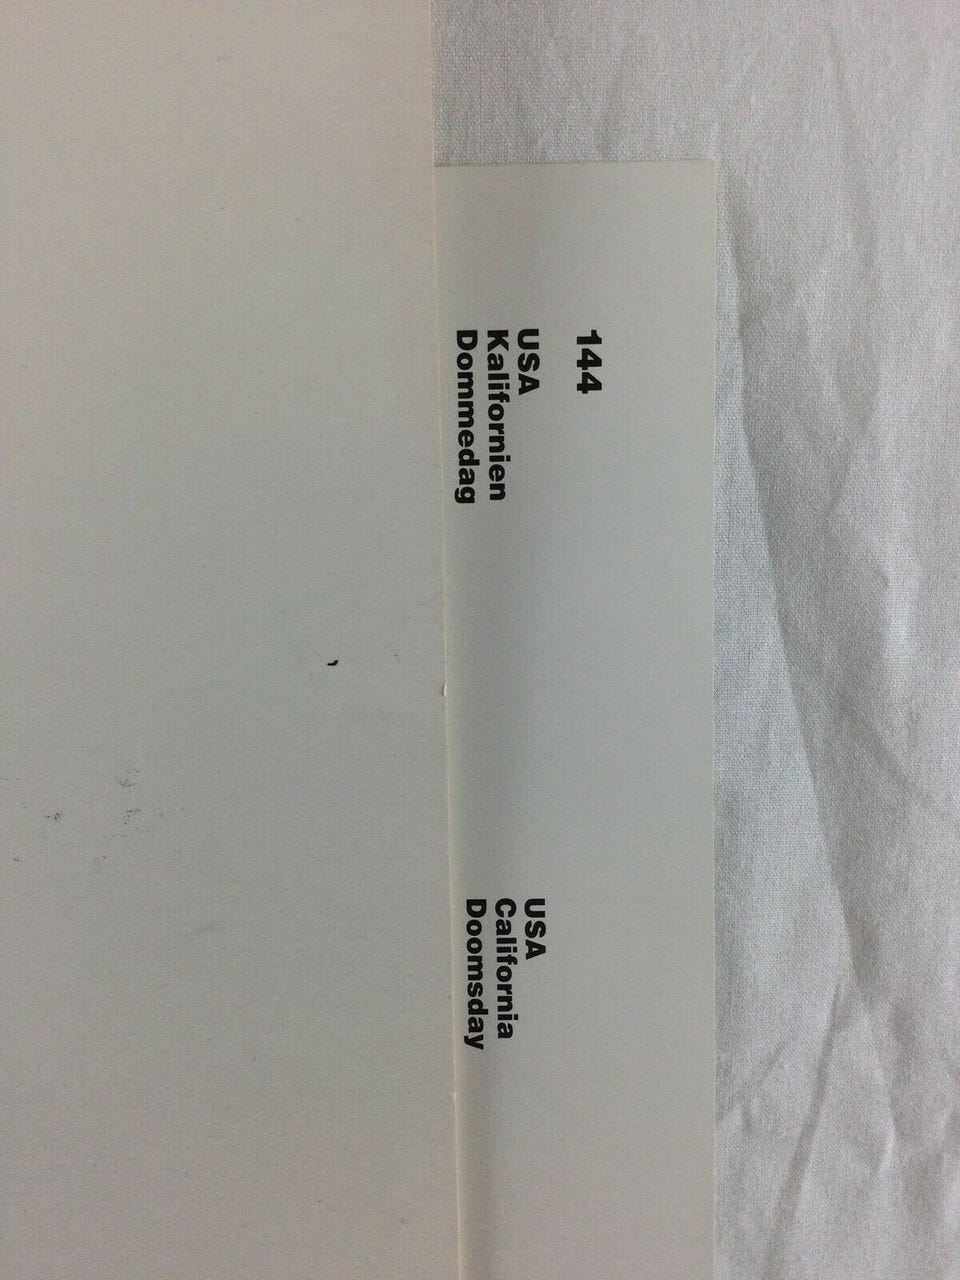 144
USA
Kalifornien
Dommedag
USA
California
Doomsday